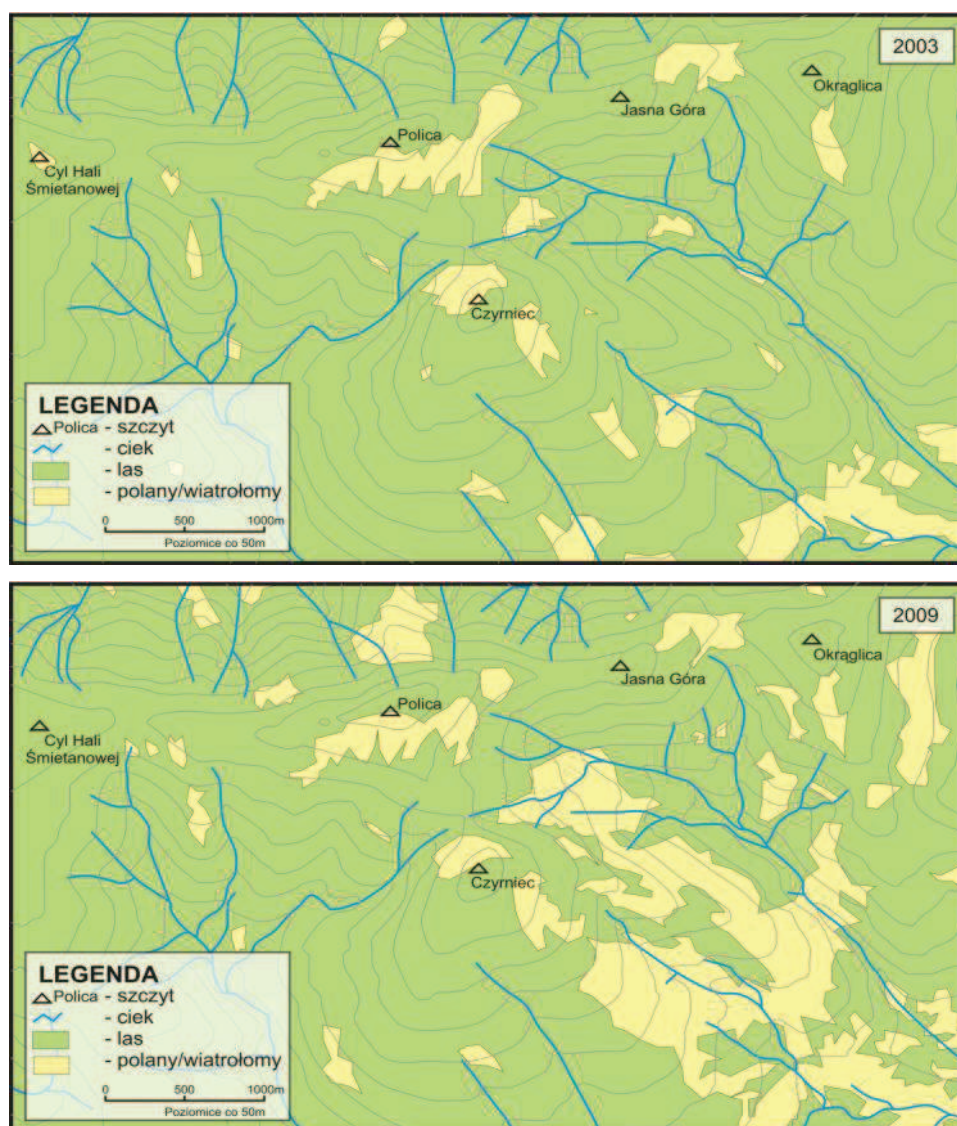 2003
Okrąglica
Jasna Góra
Polica
Cyl Hali
Śmietanowej
Czyrniec
LEGENDA
Polica - szczyt
- ciek
- las
- polany/wiatrołomy
0 500 1000m
Poziomice co 50m
2009
Okrąglica
Jasna Góra
Polica
Cyl Hali
Śmietanowej
Czyrniec
LEGENDA
Polica - szczyt
- ciek
- las
- polany/wiatrołomy
0 500 1000m
Poziomice co 50m